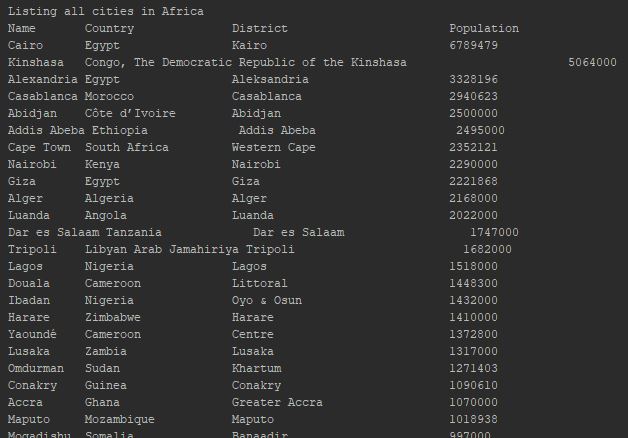 Listing all cities in Africa
Name Country District Population
Cairo Egypt Kairo 6789479
Kinshasa Congo, The Democratic Republic of the Kinshasa 5064000
Alexandria Egypt Aleksandria 3328196
Casablanca Morocco Casablanca 2940623
Abidjan Côte d’Ivoire Abidjan 2500000
Addis Abeba Ethiopia Addis Abeba 2495000
Cape Town South Africa Western Cape 2352121
Nairobi Kenya Nairobi 2290000
Giza Egypt Giza 2221868
Alger Algeria Alger 2168000
Luanda Angola Luanda 2022000
Dar es Salaam Tanzania Dar es Salaam 1747000
Tripoli Libyan Arab Jamahiriya Tripoli 1682000
Lagos Nigeria Lagos 1518000
Douala Cameroon Littoral 1448300
Ibadan Nigeria Oyo & Osun 1432000
Harare Zimbabwe Harare 1410000
Yaoundé Cameroon Centre 1372800
Lusaka Zambia Lusaka 1317000
Omdurman Sudan Khartum 1271403
Conakry Guinea Conakry 1090610
Accra Ghana Greater Accra 1070000
Maputo Mozambique Maputo 1018938
Mogadishu Somalia Banaadir 997000